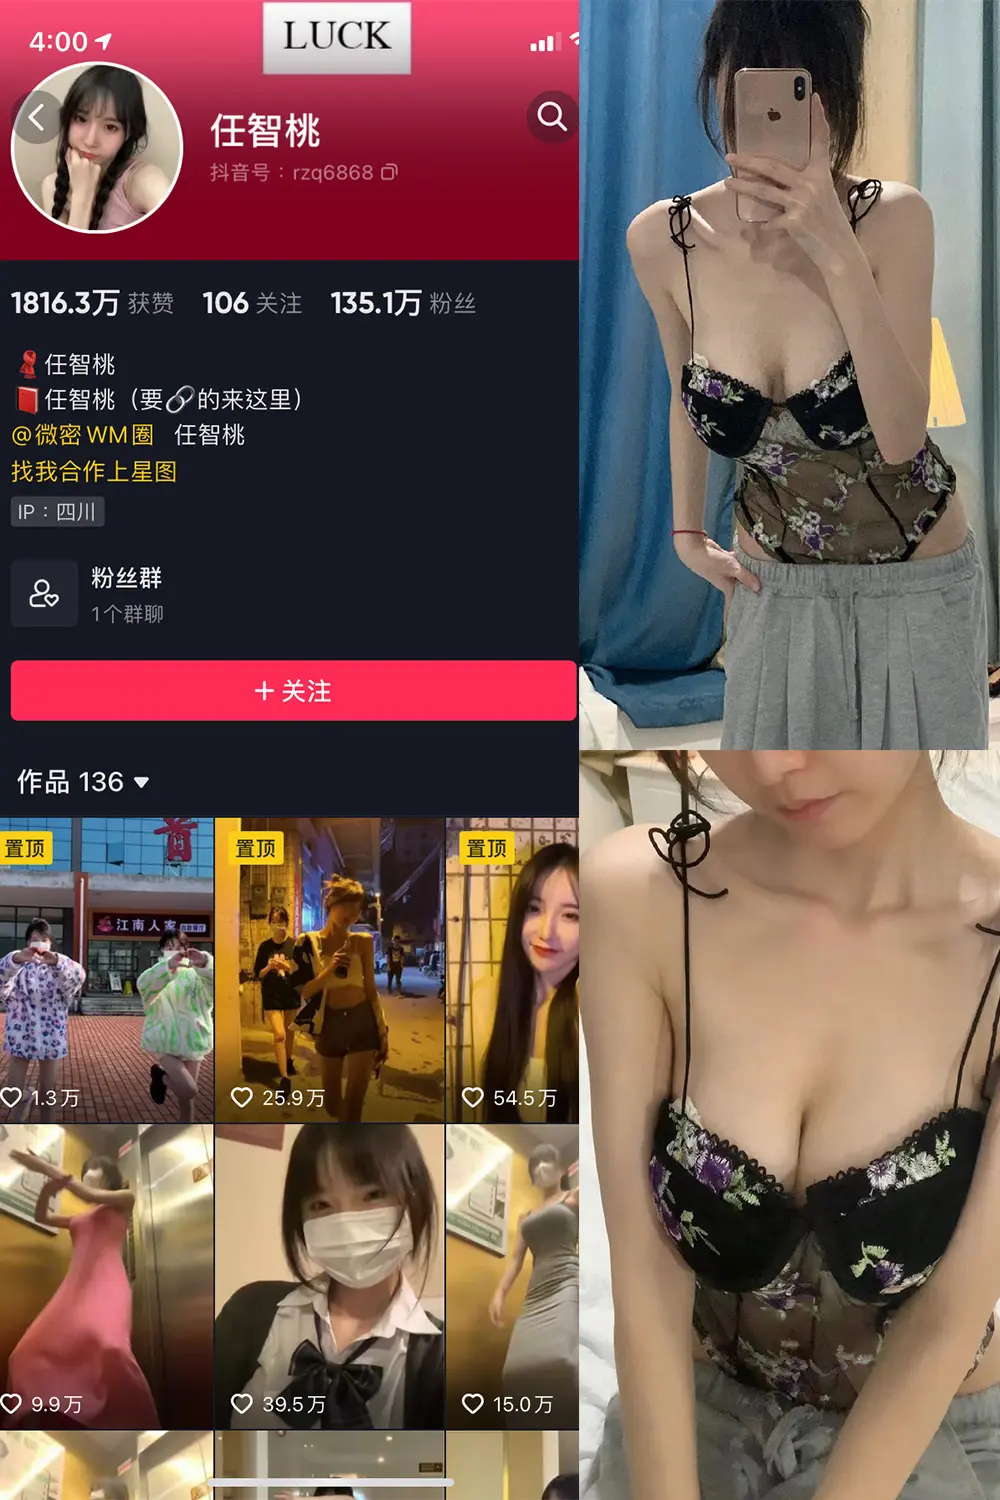 4:00
LUCK
任智桃
抖音号：rzq6868
1816.3万 获赞 106 关注 135.1万 粉丝
任智桃
任智桃（要🔗的来这里）
@微密WM圈 任智桃
找我合作上星图
IP：四川
粉丝群
1个群聊
+ 关注
作品 136
置顶 置顶 置顶
首
江南人家
1.3万 25.9万 54.5万
9.9万 39.5万 15.0万